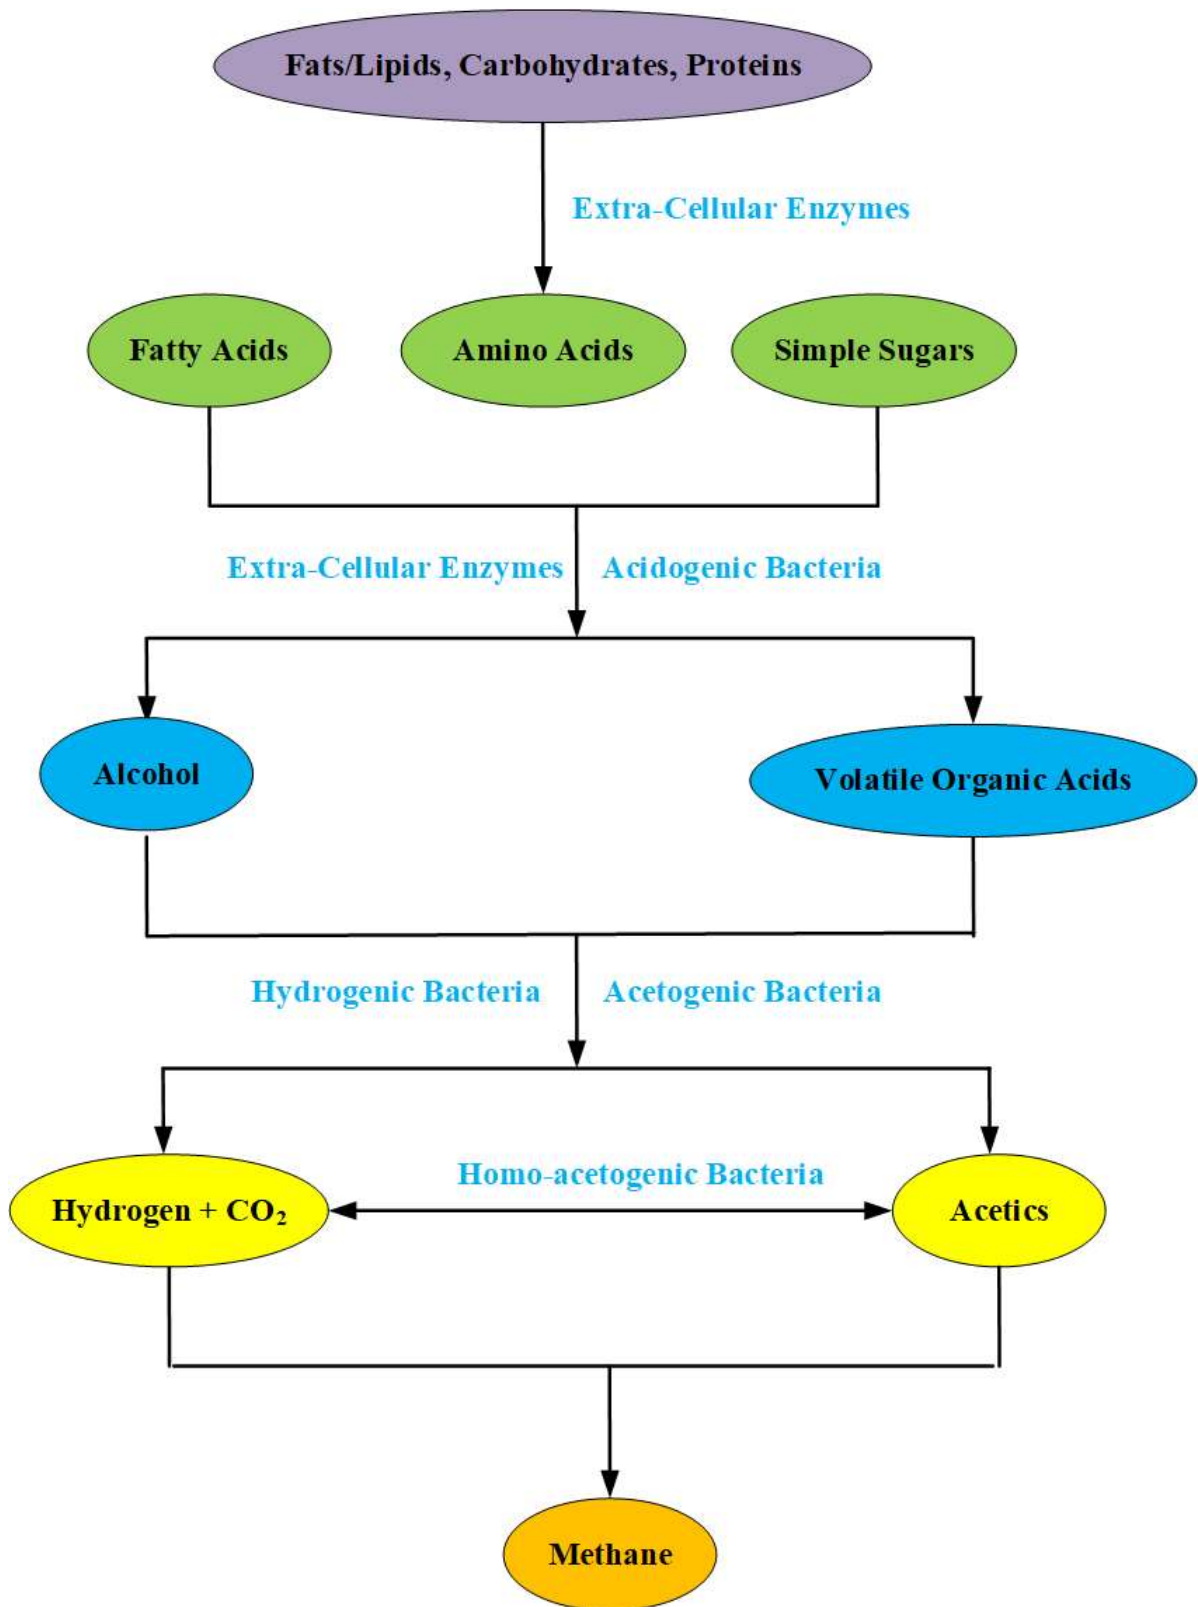 Fats/Lipids, Carbohydrates, Proteins
Extra-Cellular Enzymes
Fatty Acids
Amino Acids
Simple Sugars
Extra-Cellular Enzymes
Acidogenic Bacteria
Alcohol
Volatile Organic Acids
Hydrogenic Bacteria
Acetogenic Bacteria
Homo-acetogenic Bacteria
Hydrogen + CO₂
Acetics
Methane